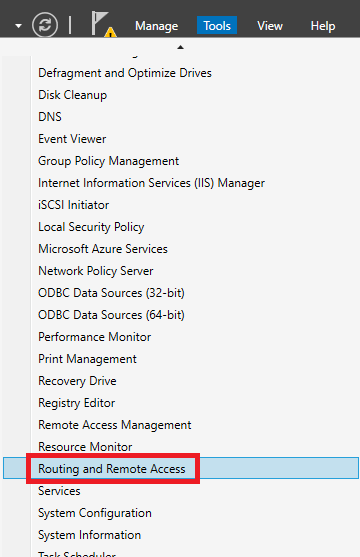 Manage Tools View Help
Defragment and Optimize Drives
Disk Cleanup
DNS
Event Viewer
Group Policy Management
Internet Information Services (IIS) Manager
iSCSI Initiator
Local Security Policy
Microsoft Azure Services
Network Policy Server
ODBC Data Sources (32-bit)
ODBC Data Sources (64-bit)
Performance Monitor
Print Management
Recovery Drive
Registry Editor
Remote Access Management
Resource Monitor
Routing and Remote Access
Services
System Configuration
System Information
Task Scheduler